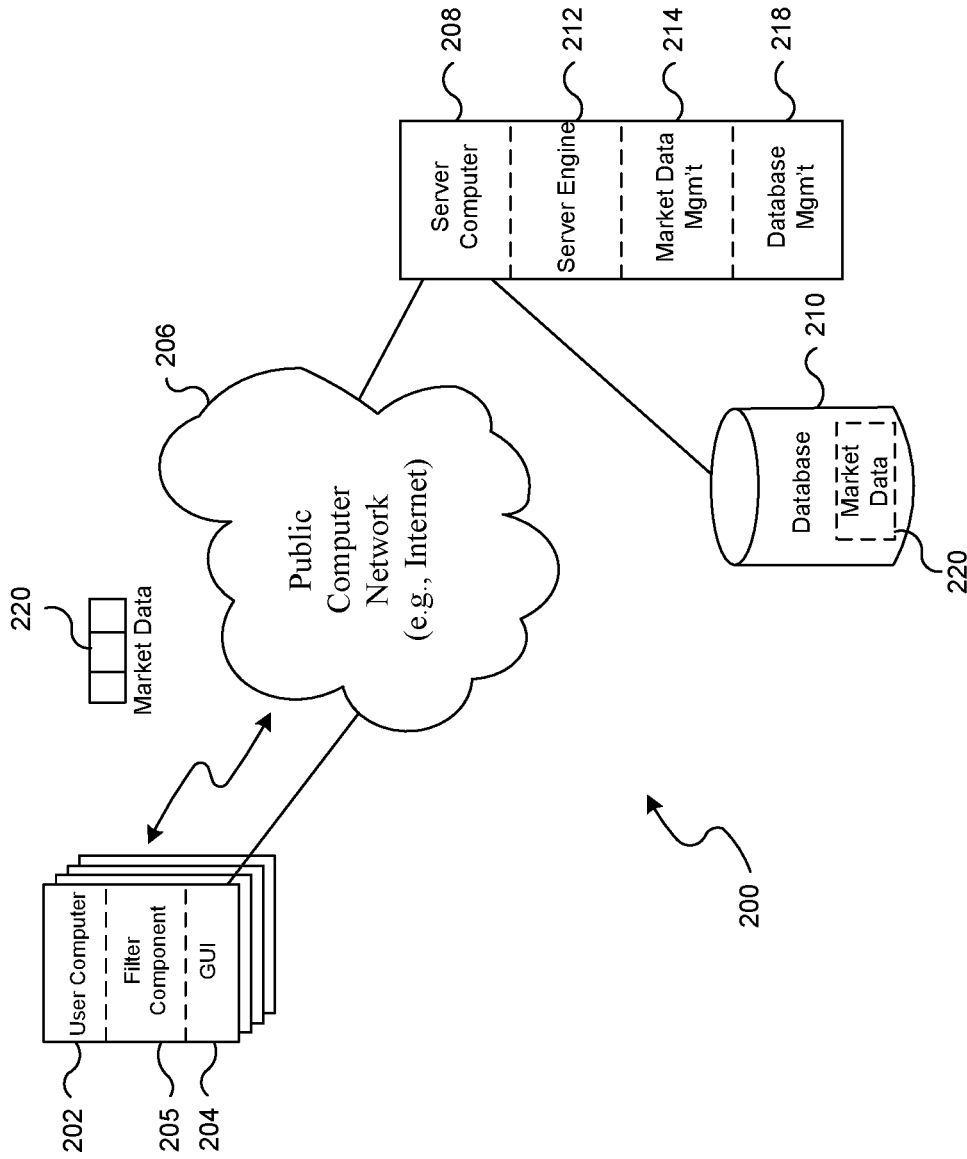 220
Market Data
206
User Computer
Filter
Component
GUI
202
205
204
Public
Computer
Network
(e.g., Internet)
Server
Computer
Server Engine
Market Data
Mgm't
Database
Mgm't
208
212
214
218
Database
Market
Data
210
220
200